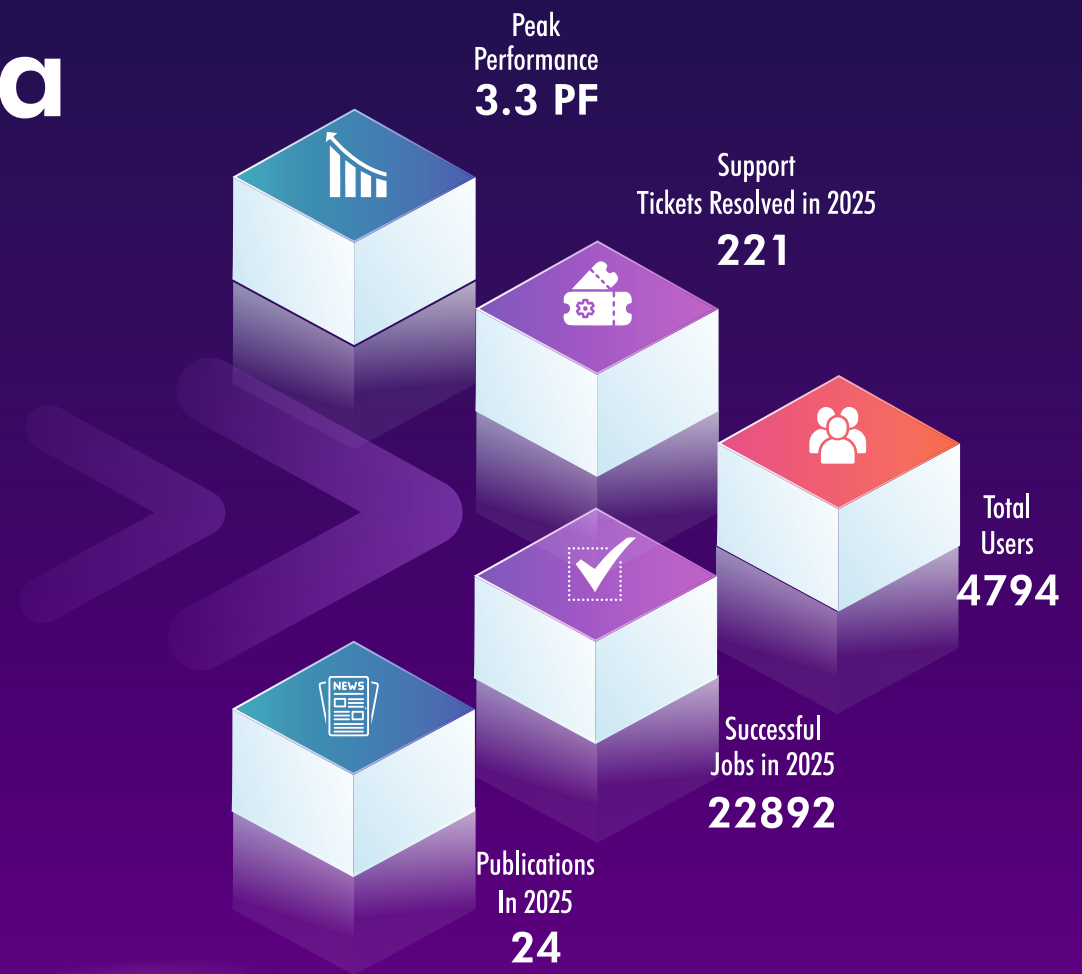 a
Peak
Performance
3.3 PF
Support
Tickets Resolved in 2025
221
Total
Users
4794
Successful
Jobs in 2025
22892
NEWS
Publications
In 2025
24